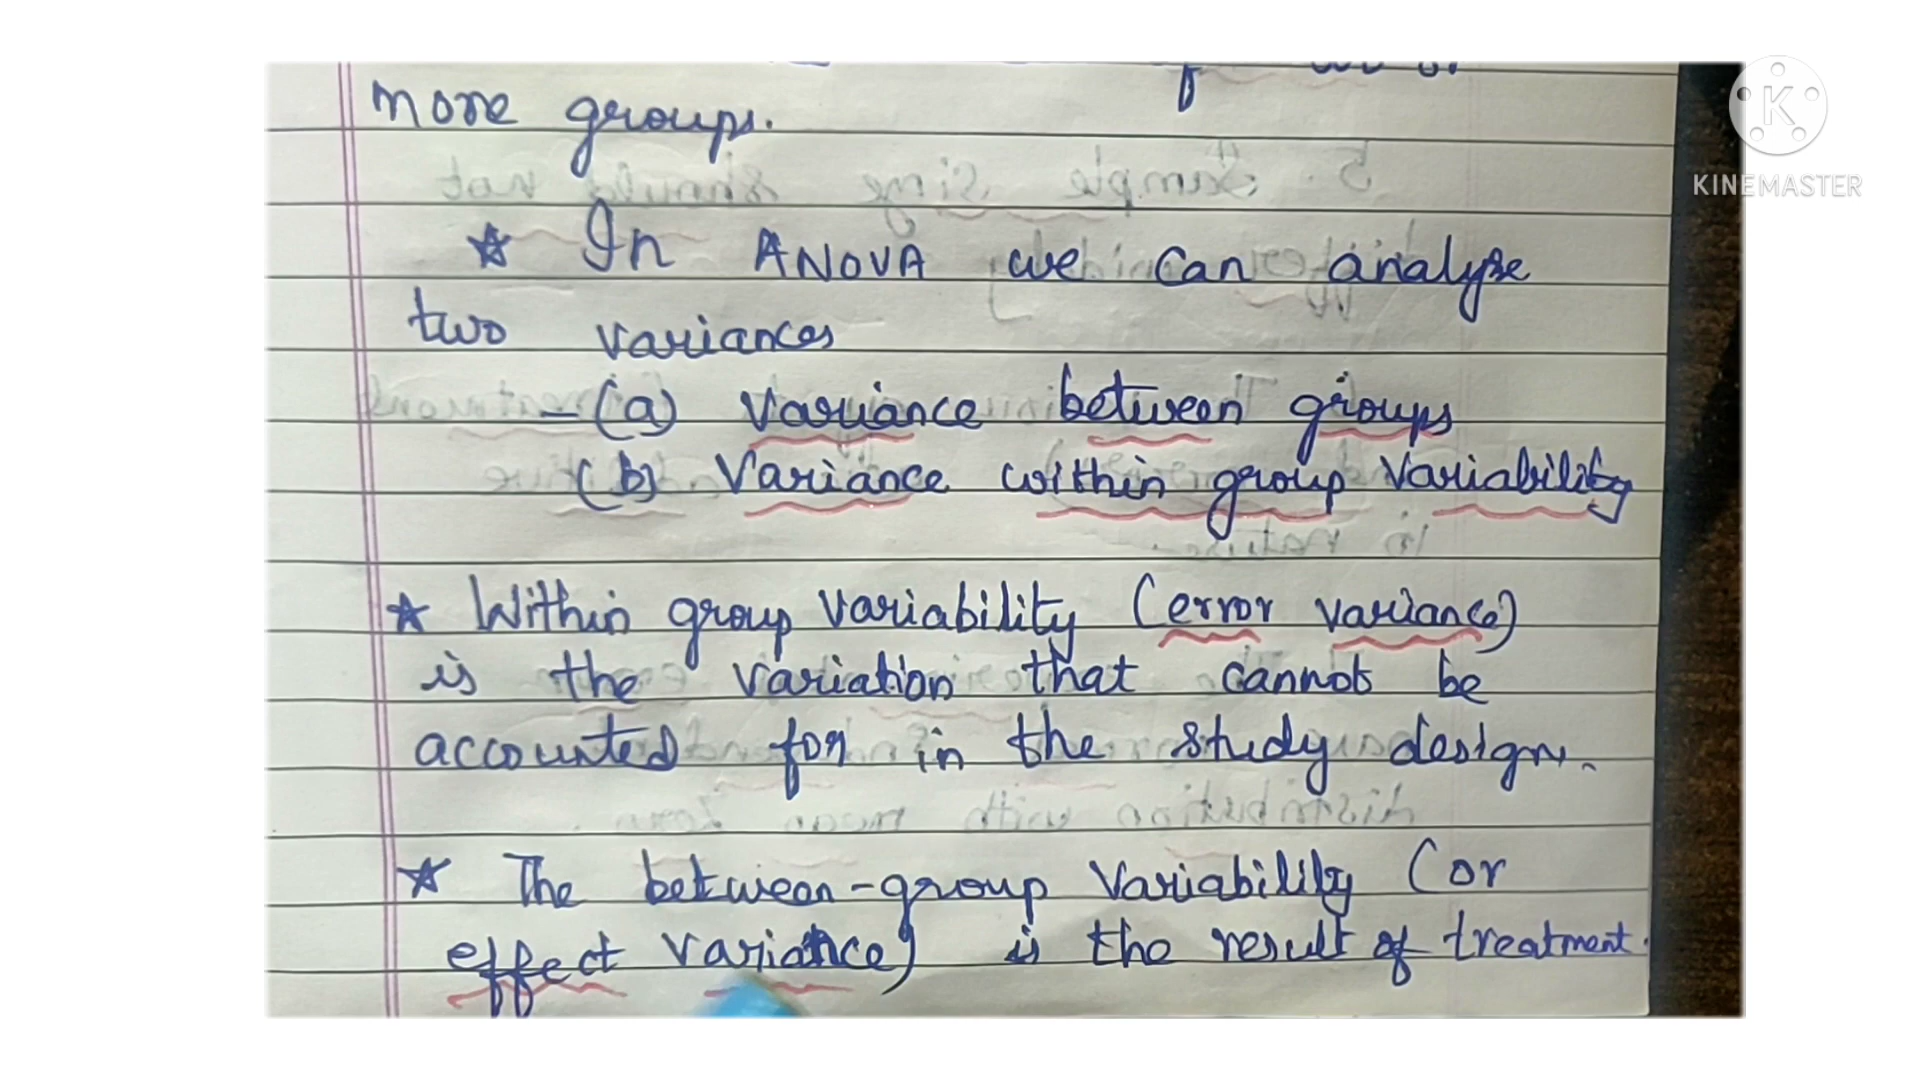 more groups.
☆ In ANOVA we can analyze
two variances
- (a) Variance between groups
(b) Variance within group Variability
☆ Within group variability (error variance)
is the variation that cannot be
accounted for in the study design.
☆ The between-group variability (or
effect variance) is the result of treatment.
K
KINEMASTER